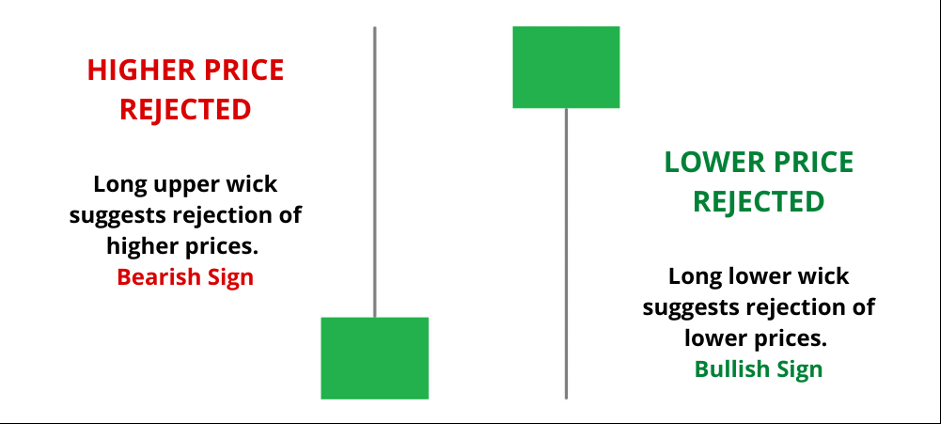 HIGHER PRICE
REJECTED
Long upper wick
suggests rejection of
higher prices.
Bearish Sign
LOWER PRICE
REJECTED
Long lower wick
suggests rejection of
lower prices.
Bullish Sign